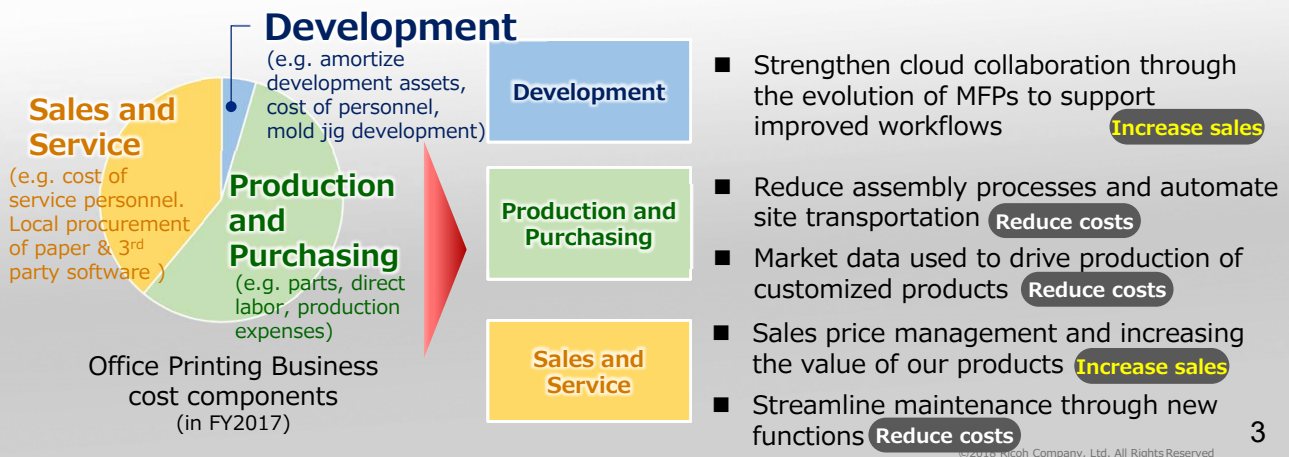 Development
(e.g. amortize
development assets,
cost of personnel,
mold jig development)
Sales and
Service
(e.g. cost of
service personnel.
Local procurement
of paper & 3rd
party software )
Production
and
Purchasing
(e.g. parts, direct
labor, production
expenses)
Office Printing Business
cost components
(in FY2017)
Development
■ Strengthen cloud collaboration through
the evolution of MFPs to support
improved workflows Increase sales
Production and
Purchasing
■ Reduce assembly processes and automate
site transportation Reduce costs
■ Market data used to drive production of
customized products Reduce costs
Sales and
Service
■ Sales price management and increasing
the value of our products Increase sales
■ Streamline maintenance through new
functions Reduce costs
3
©2018 Ricoh Company, Ltd. All Rights Reserved